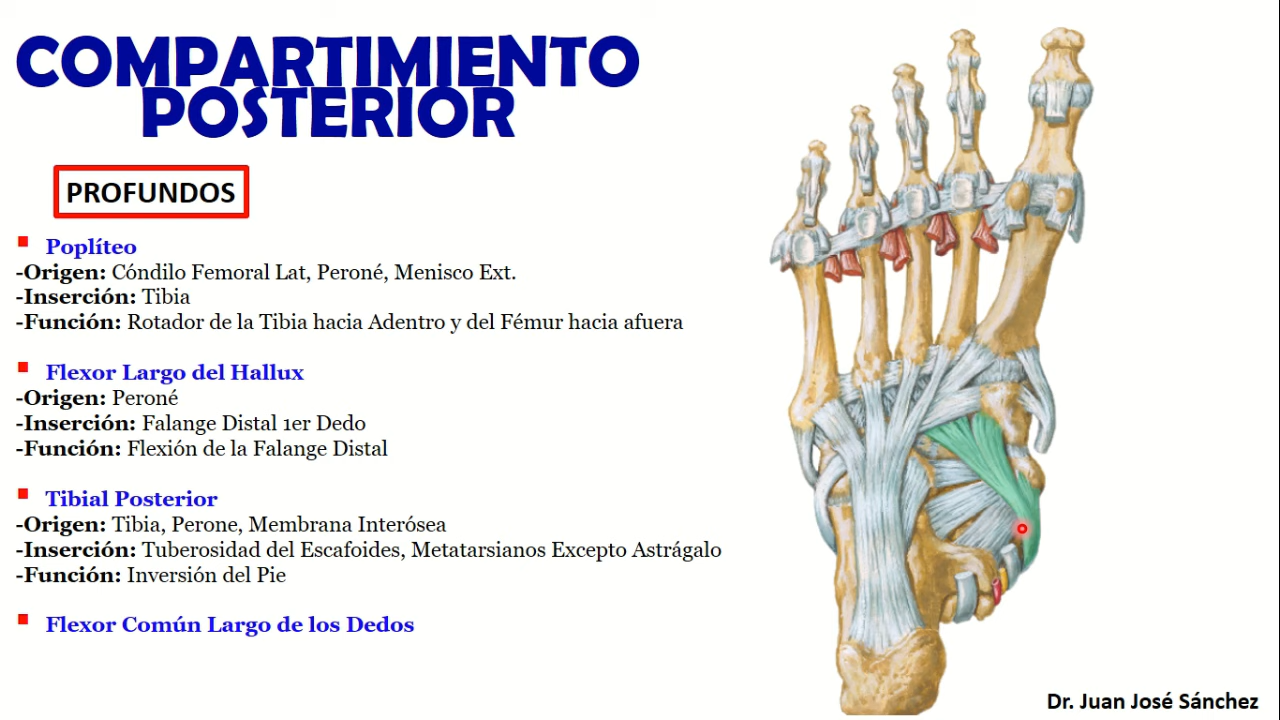 COMPARTIMIENTO
POSTERIOR
PROFUNDOS
Poplíteo
-Origen: Cóndilo Femoral Lat, Peroné, Menisco Ext.
-Inserción: Tibia
-Función: Rotador de la Tibia hacia Adentro y del Fémur hacia afuera
Flexor Largo del Hallux
-Origen: Peroné
-Inserción: Falange Distal 1er Dedo
-Función: Flexión de la Falange Distal
Tibial Posterior
-Origen: Tibia, Perone, Membrana Interósea
-Inserción: Tuberosidad del Escafoides, Metatarsianos Excepto Astrágalo
-Función: Inversión del Pie
Flexor Común Largo de los Dedos
Dr. Juan José Sánchez